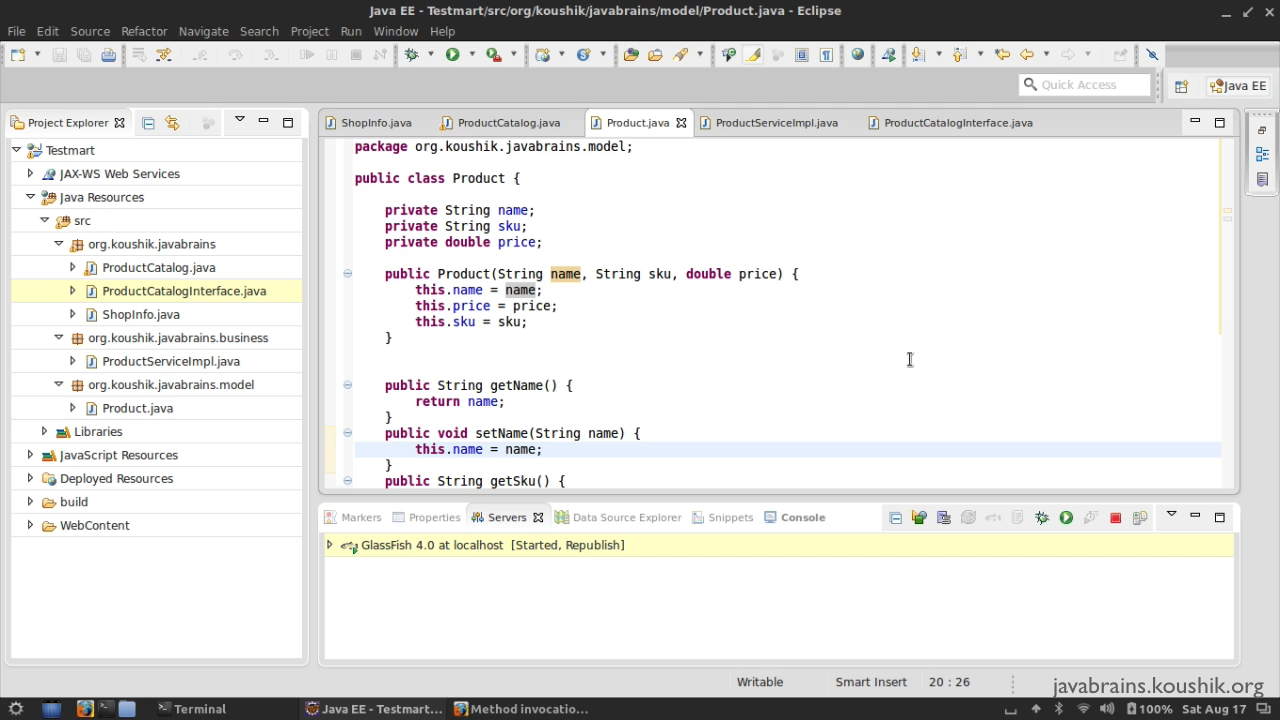 Java EE - Testmart/src/org/koushik/javabrains/model/Product.java - Eclipse
File Edit Source Refactor Navigate Search Project Run Window Help
Quick Access
Java EE
Project Explorer
ShopInfo.java
ProductCatalog.java
Product.java
ProductServiceImpl.java
ProductCatalogInterface.java
Testmart
JAX-WS Web Services
Java Resources
src
org.koushik.javabrains
ProductCatalog.java
ProductCatalogInterface.java
ShopInfo.java
org.koushik.javabrains.business
ProductServiceImpl.java
org.koushik.javabrains.model
Product.java
Libraries
JavaScript Resources
Deployed Resources
build
WebContent
package org.koushik.javabrains.model;
public class Product {
private String name;
private String sku;
private double price;
public Product(String name, String sku, double price) {
this.name = name;
this.price = price;
this.sku = sku;
}
public String getName() {
return name;
}
public void setName(String name) {
this.name = name;
}
public String getSku() {
Markers
Properties
Servers
Data Source Explorer
Snippets
Console
GlassFish 4.0 at localhost [Started, Republish]
Writable
Smart Insert
20 : 26
javabrains.koushik.org
Terminal
Java EE - Testmart...
Method invocatio...
100%
Sat Aug 17